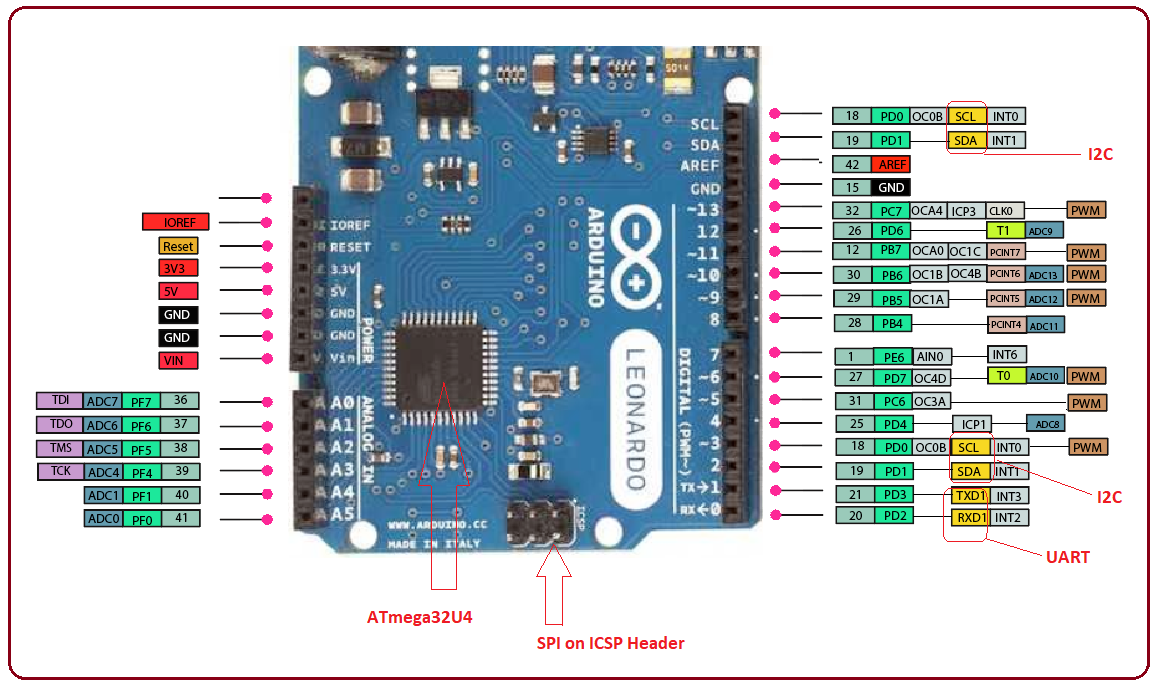 IOREF
Reset
3V3
5V
GND
GND
VIN
TDI ADC7 PF7 36
TDO ADC6 PF6 37
TMS ADC5 PF5 38
TCK ADC4 PF4 39
ADC1 PF1 40
ADC0 PF0 41
IOREF
RESET
3.3V
5V
GND
GND
Vin
POWER
A0
A1
A2
A3
A4
A5
ANALOG IN
WWW.ARDUINO.CC
MADE IN ITALY
ICSP
ARDUINO
LEONARDO
SCL
SDA
AREF
GND
~13
12
~11
~10
~9
8
7
~6
~5
4
~3
2
TX→1
RX←0
DIGITAL (PWM~)
18 PD0 OC0B SCL INT0
19 PD1 SDA INT1
I2C
42 AREF
15 GND
32 PC7 OCA4 ICP3 CLK0 PWM
26 PD6 T1 ADC9
12 PB7 OCA0 OC1C PCINT7 PWM
30 PB6 OC1B OC4B PCINT6 ADC13 PWM
29 PB5 OC1A PCINT5 ADC12 PWM
28 PB4 PCINT4 ADC11
1 PE6 AIN0 INT6
27 PD7 OC4D T0 ADC10 PWM
31 PC6 OC3A PWM
25 PD4 ICP1 ADC8
18 PD0 OC0B SCL INT0 PWM
19 PD1 SDA INT1
I2C
21 PD3 TXD1 INT3
20 PD2 RXD1 INT2
UART
ATmega32U4
SPI on ICSP Header